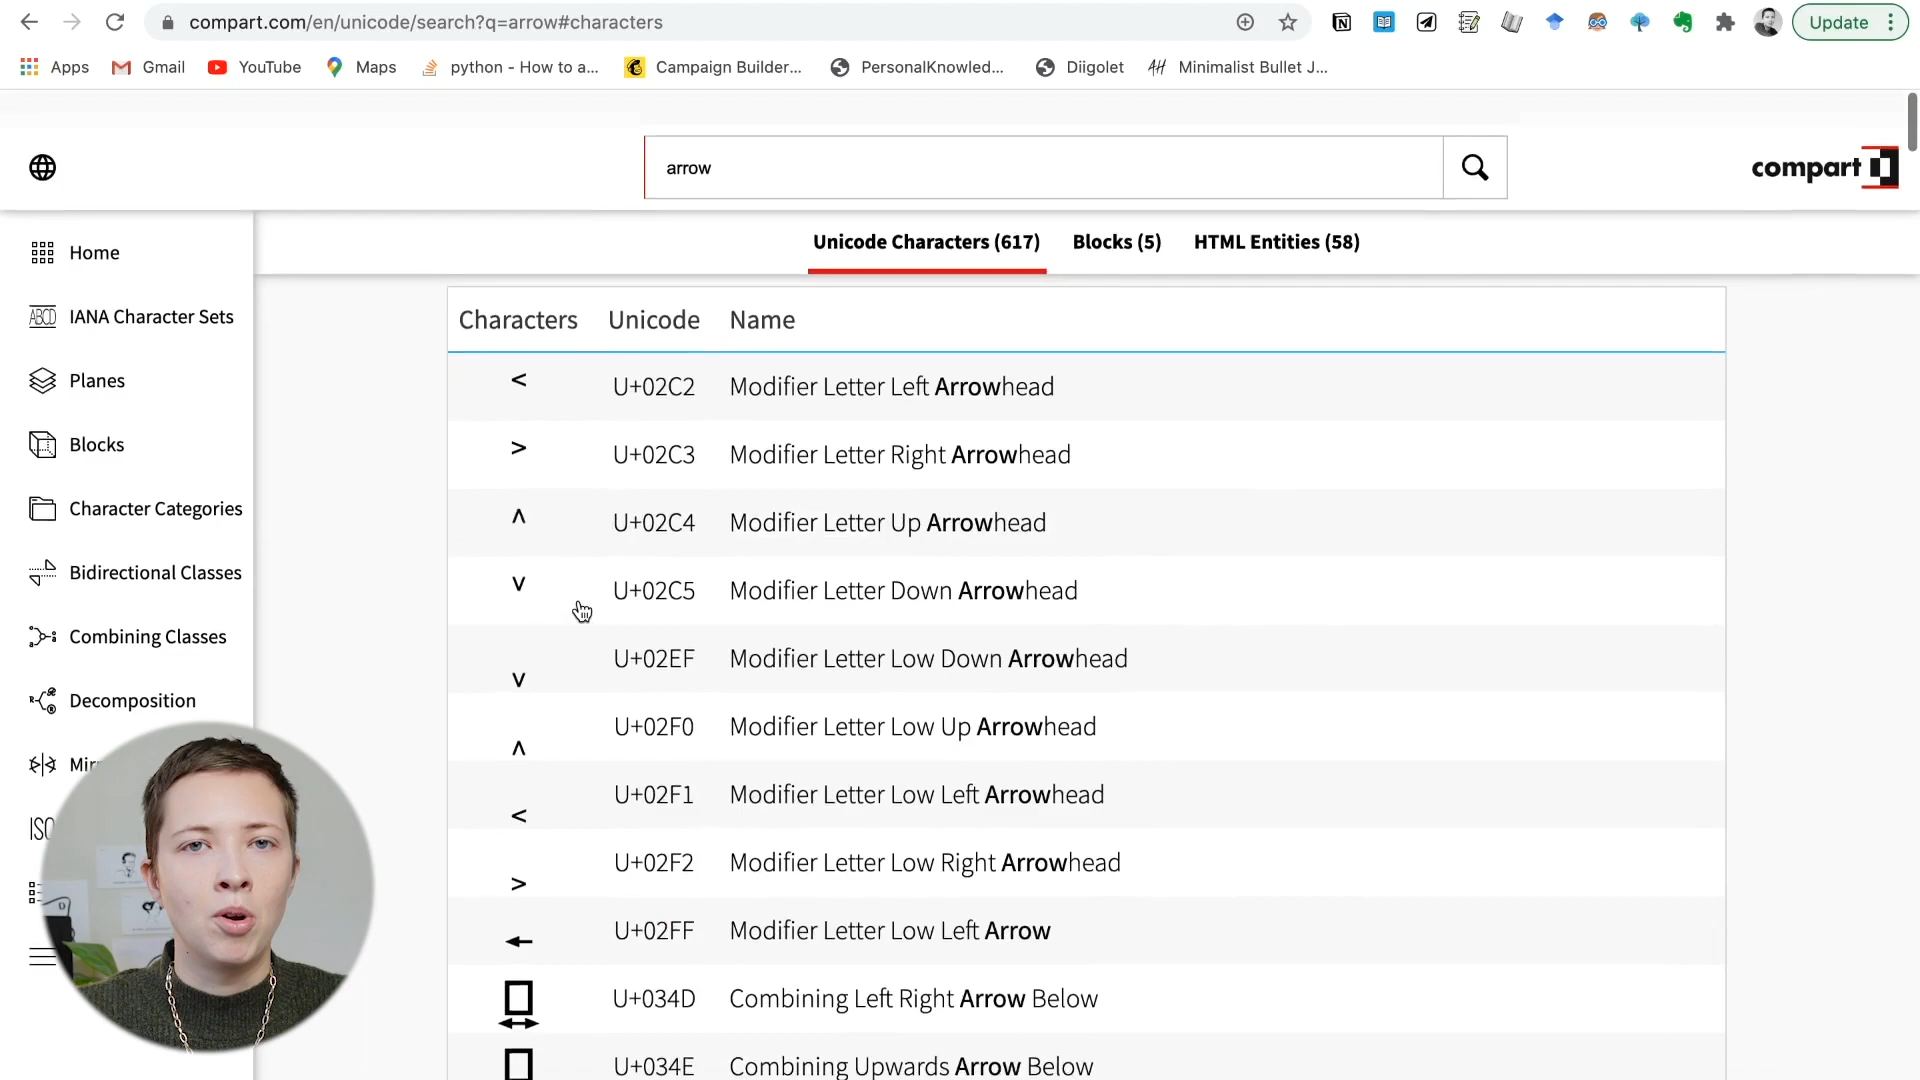 compart.com/en/unicode/search?q=arrow#characters
Update
Apps
Gmail
YouTube
Maps
python - How to a...
Campaign Builder...
PersonalKnowled...
Diigolet
Minimalist Bullet J...
arrow
compart
Unicode Characters (617)
Blocks (5)
HTML Entities (58)
Home
IANA Character Sets
Planes
Blocks
Character Categories
Bidirectional Classes
Combining Classes
Decomposition
Characters Unicode Name
˂ U+02C2 Modifier Letter Left Arrowhead
˃ U+02C3 Modifier Letter Right Arrowhead
˄ U+02C4 Modifier Letter Up Arrowhead
˅ U+02C5 Modifier Letter Down Arrowhead
˯ U+02EF Modifier Letter Low Down Arrowhead
˰ U+02F0 Modifier Letter Low Up Arrowhead
˱ U+02F1 Modifier Letter Low Left Arrowhead
˲ U+02F2 Modifier Letter Low Right Arrowhead
˿ U+02FF Modifier Letter Low Left Arrow
U+034D Combining Left Right Arrow Below
U+034E Combining Upwards Arrow Below